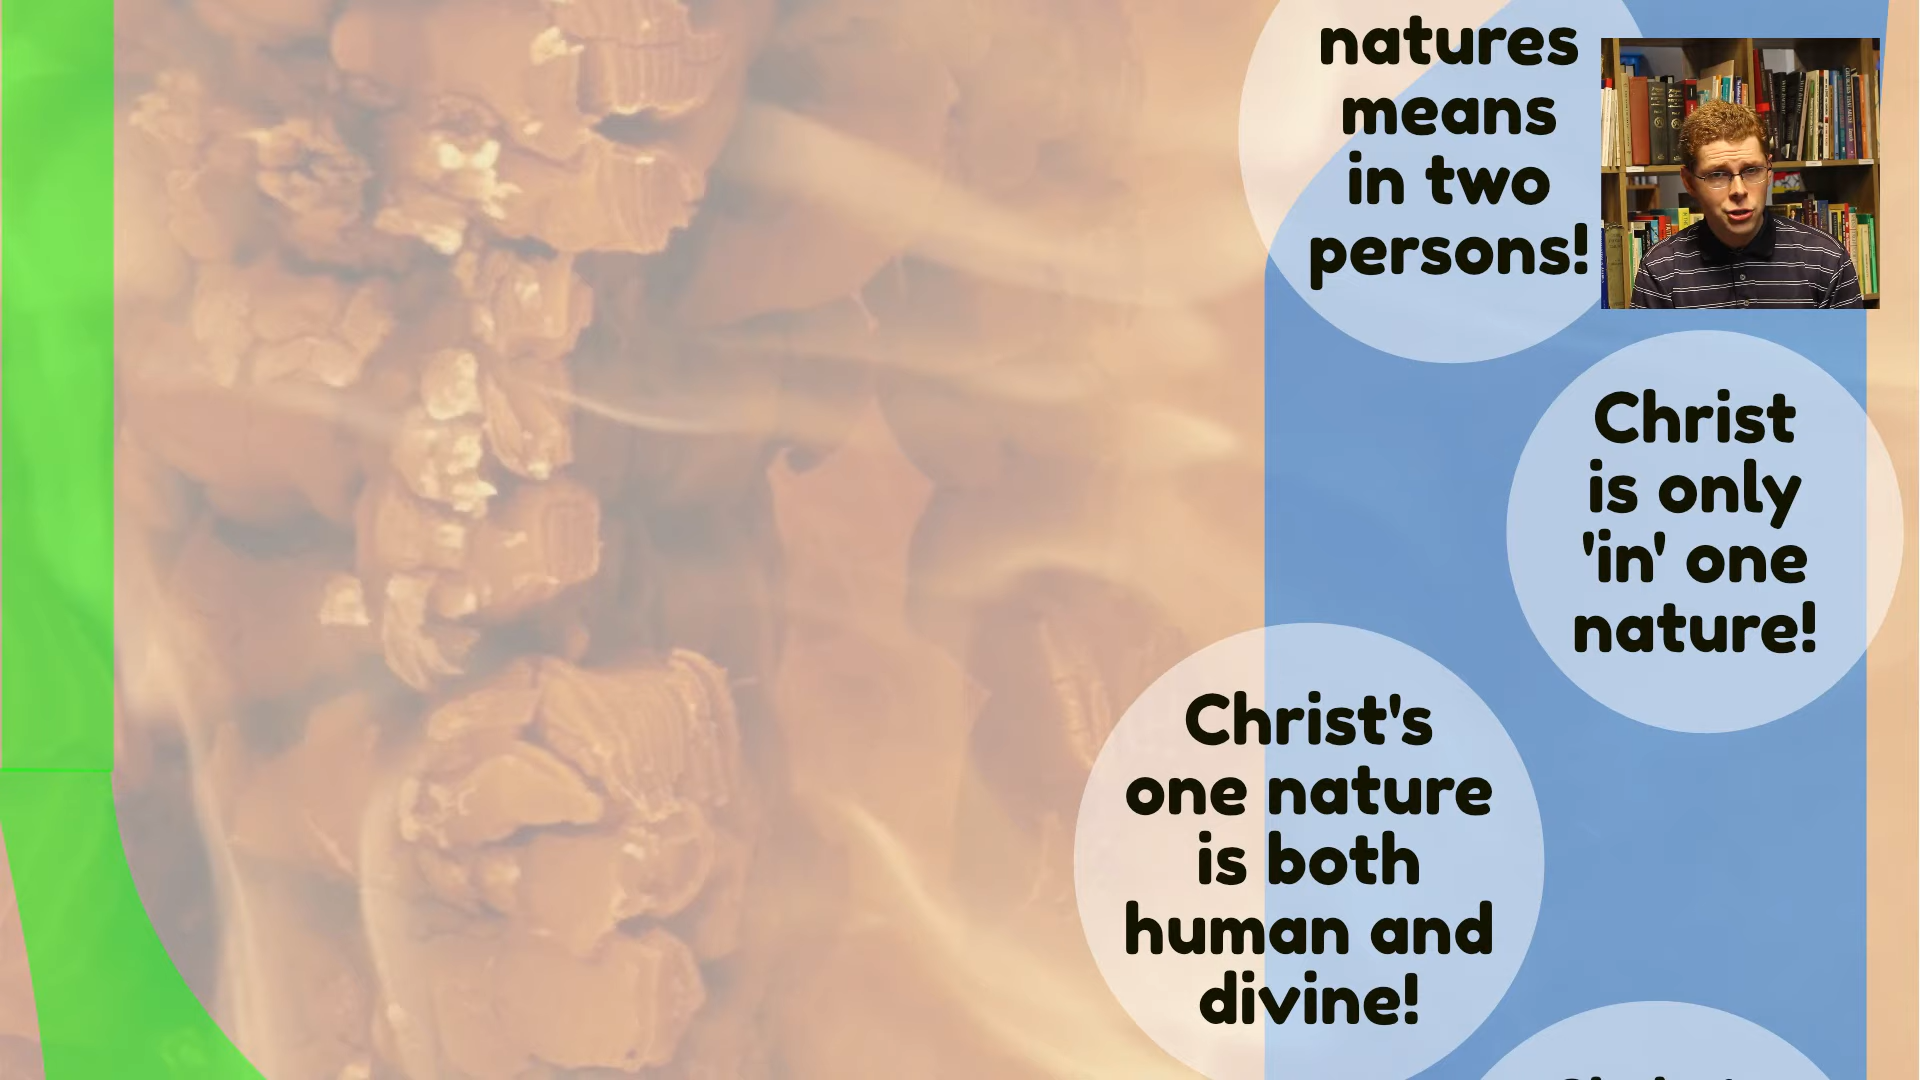 natures
means
in two
persons!
Christ
is only
'in' one
nature!
Christ's
one nature
is both
human and
divine!